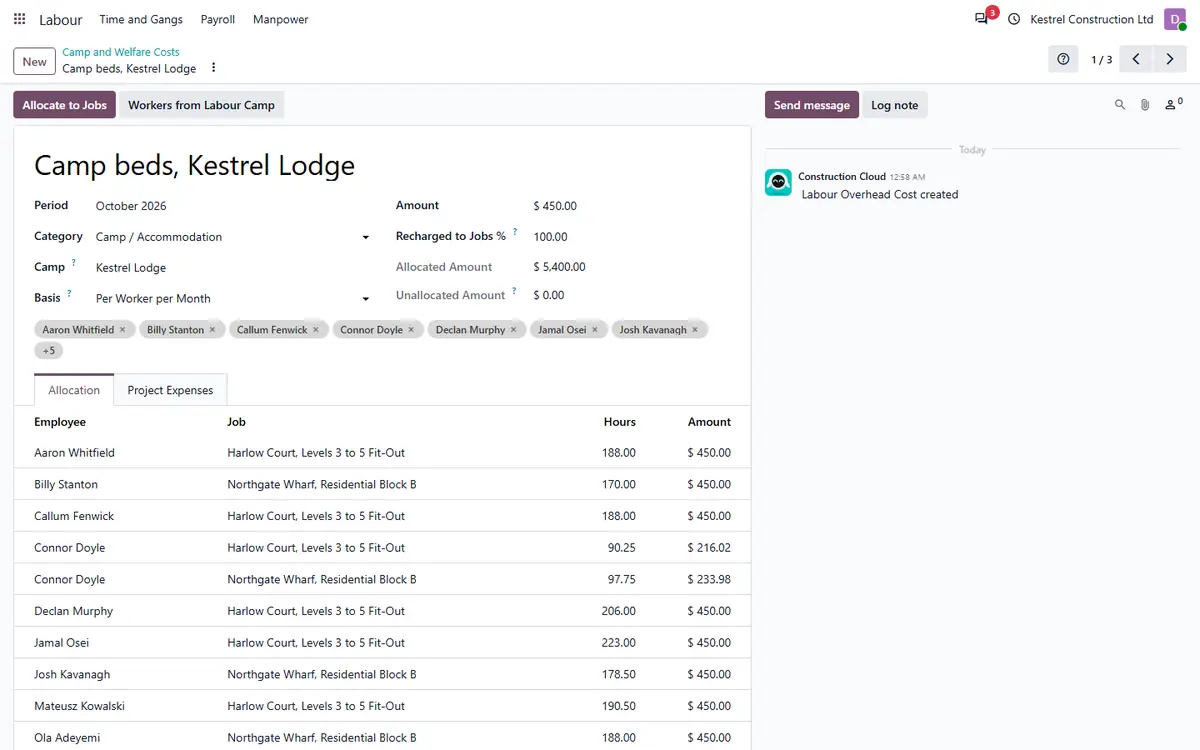 Labour Time and Gangs Payroll Manpower 3 Kestrel Construction Ltd D
New Camp and Welfare Costs
Camp beds, Kestrel Lodge 1 / 3
Allocate to Jobs Workers from Labour Camp Send message Log note 0
Today
Construction Cloud 12:58 AM
Labour Overhead Cost created
Camp beds, Kestrel Lodge
Period October 2026 Amount $ 450.00
Category Camp / Accommodation Recharged to Jobs % ? 100.00
Camp ? Kestrel Lodge Allocated Amount $ 5,400.00
Basis ? Per Worker per Month Unallocated Amount ? $ 0.00
Aaron Whitfield × Billy Stanton × Callum Fenwick × Connor Doyle × Declan Murphy × Jamal Osei × Josh Kavanagh ×
+5
Allocation Project Expenses
Employee Job Hours Amount
Aaron Whitfield Harlow Court, Levels 3 to 5 Fit-Out 188.00 $ 450.00
Billy Stanton Northgate Wharf, Residential Block B 170.00 $ 450.00
Callum Fenwick Harlow Court, Levels 3 to 5 Fit-Out 188.00 $ 450.00
Connor Doyle Harlow Court, Levels 3 to 5 Fit-Out 90.25 $ 216.02
Connor Doyle Northgate Wharf, Residential Block B 97.75 $ 233.98
Declan Murphy Harlow Court, Levels 3 to 5 Fit-Out 206.00 $ 450.00
Jamal Osei Harlow Court, Levels 3 to 5 Fit-Out 223.00 $ 450.00
Josh Kavanagh Northgate Wharf, Residential Block B 178.50 $ 450.00
Mateusz Kowalski Harlow Court, Levels 3 to 5 Fit-Out 190.50 $ 450.00
Ola Adeyemi Northgate Wharf, Residential Block B 188.00 $ 450.00